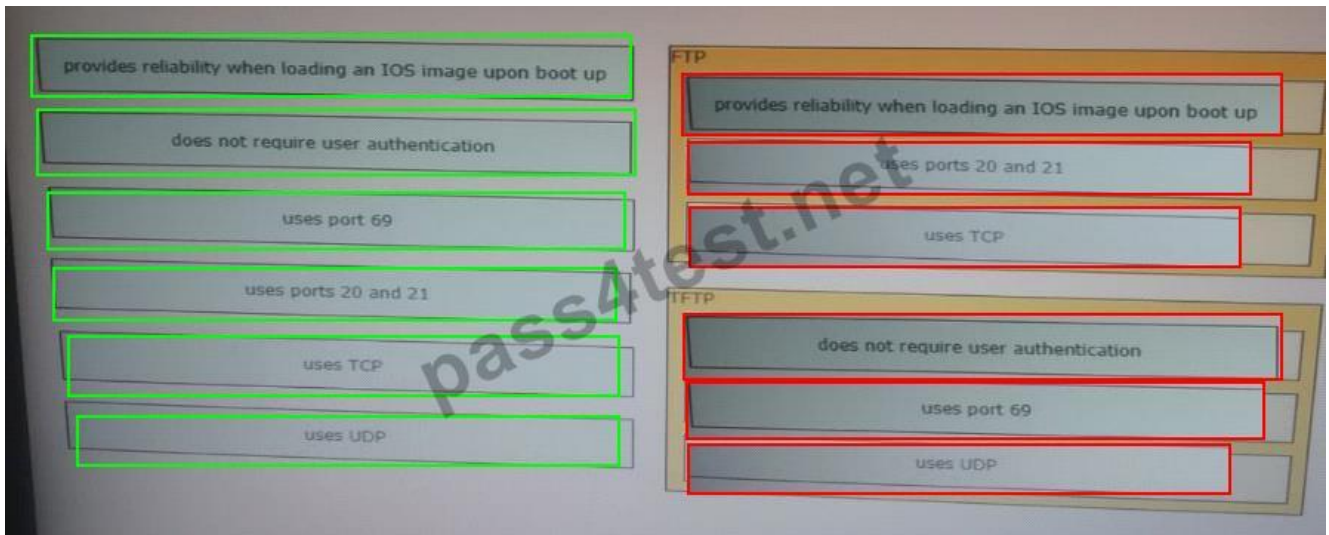 provides reliability when loading an IOS image upon boot up
does not require user authentication
uses port 69
uses ports 20 and 21
uses TCP
uses UDP
FTP
provides reliability when loading an IOS image upon boot up
uses ports 20 and 21
uses TCP
TFTP
does not require user authentication
uses port 69
uses UDP
pass4test.net